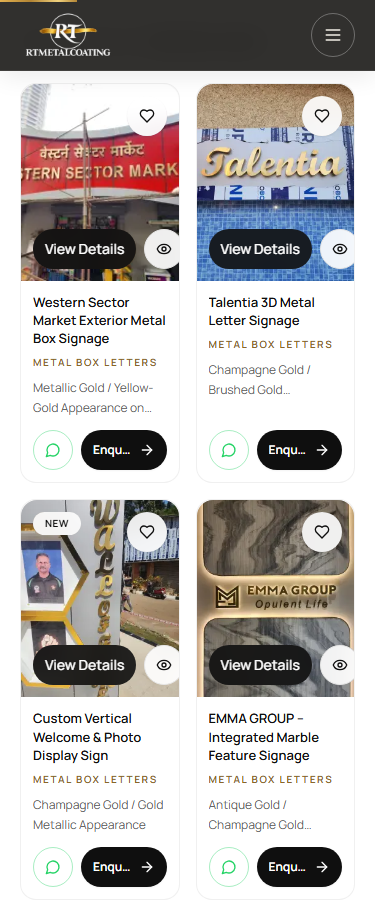 RT
RTMETALCOATING
वेस्टर्न सेक्टर मार्केट
STERN SECTOR MARK
View Details
Western Sector
Market Exterior Metal
Box Signage
METAL BOX LETTERS
Metallic Gold / Yellow-
Gold Appearance on...
Enqu...
Talentia
View Details
Talentia 3D Metal
Letter Signage
METAL BOX LETTERS
Champagne Gold /
Brushed Gold...
Enqu...
NEW
View Details
Custom Vertical
Welcome & Photo
Display Sign
METAL BOX LETTERS
Champagne Gold / Gold
Metallic Appearance
Enqu...
EMMA GROUP
Opulent Life
View Details
EMMA GROUP –
Integrated Marble
Feature Signage
METAL BOX LETTERS
Antique Gold /
Champagne Gold...
Enqu...